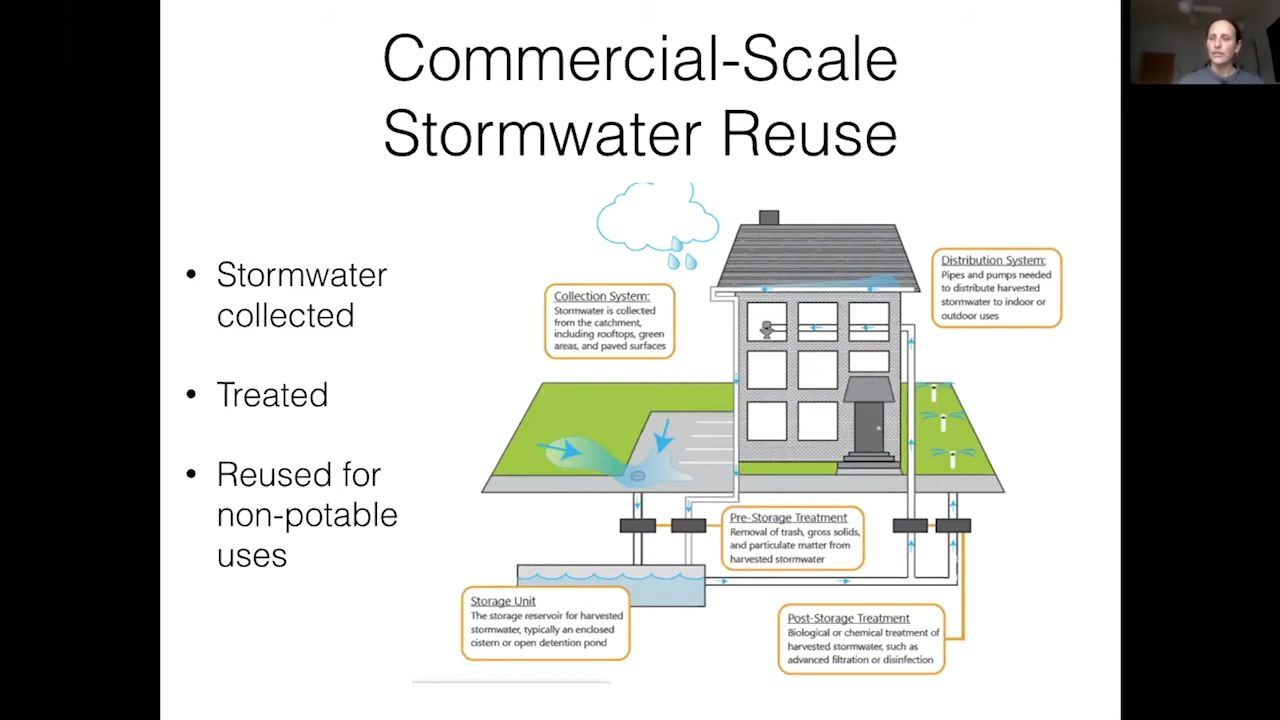 Commercial-Scale
Stormwater Reuse
• Stormwater
collected
• Treated
• Reused for
non-potable
uses
Collection System:
Stormwater is collected
from the catchment,
including rooftops, green
areas, and paved surfaces
Distribution System:
Pipes and pumps needed
to distribute harvested
stormwater to indoor or
outdoor uses
Pre-Storage Treatment
Removal of trash, gross solids,
and particulate matter from
harvested stormwater
Storage Unit
The storage reservoir for harvested
stormwater, typically an enclosed
cistern or open detention pond
Post-Storage Treatment
Biological or chemical treatment of
harvested stormwater, such as
advanced filtration or disinfection